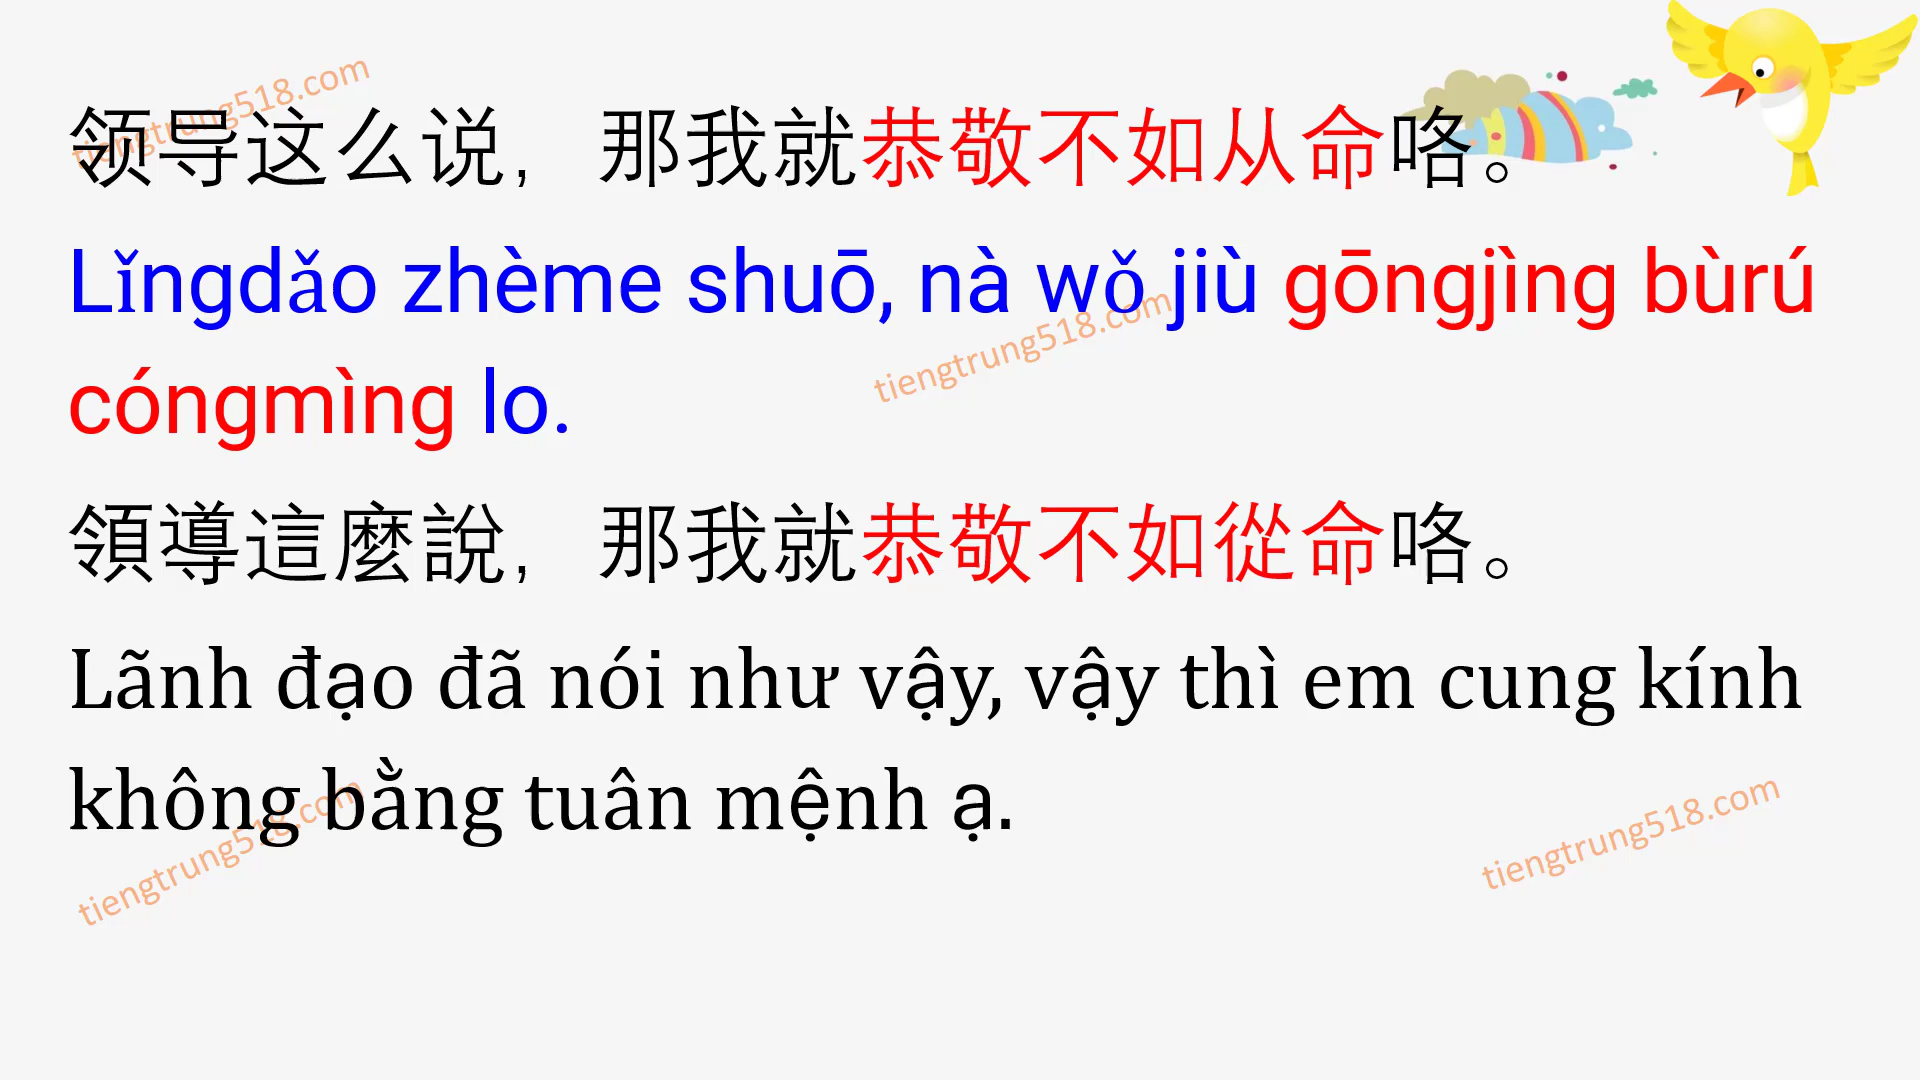 tiengtrung518.com
领导这么说，那我就恭敬不如从命咯。
Lǐngdǎo zhème shuō, nà wǒ jiù gōngjìng bùrú
tiengtrung518.com
cóngmìng lo.
領導這麼說，那我就恭敬不如從命咯。
Lãnh đạo đã nói như vậy, vậy thì em cung kính
không bằng tuân mệnh ạ.
tiengtrung518.com
tiengtrung518.com